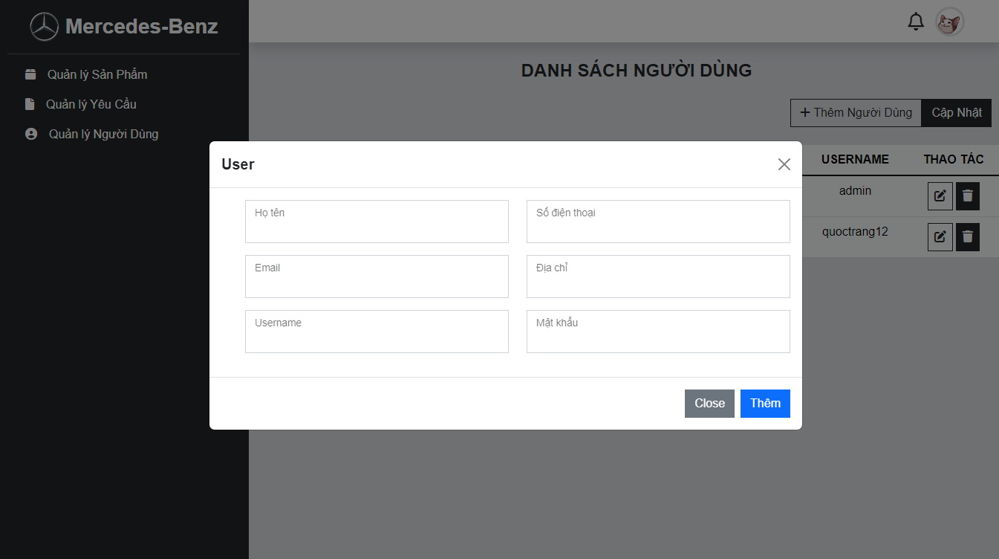 Mercedes-Benz
Quản lý Sản Phẩm
Quản lý Yêu Cầu
Quản lý Người Dùng
DANH SÁCH NGƯỜI DÙNG
Thêm Người Dùng
Cập Nhật
USERNAME THAO TÁC
admin
quoctrang12
User
Họ tên
Số điện thoại
Email
Địa chỉ
Username
Mật khẩu
Close
Thêm